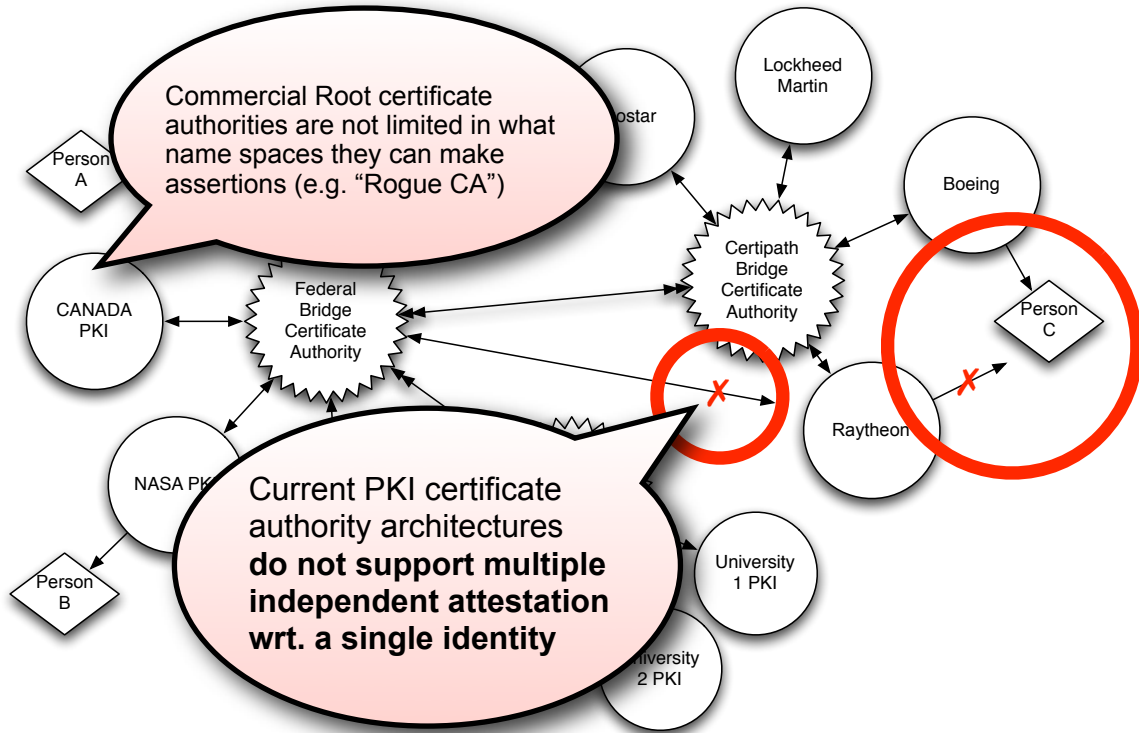 Commercial Root certificate
authorities are not limited in what
name spaces they can make
assertions (e.g. “Rogue CA”)
Lockheed
Martin
Person
A
Boeing
Certipath
Bridge
Certificate
Authority
Federal
Bridge
Certificate
Authority
CANADA
PKI
Person
C
✗
✗
Raytheon
NASA
Current PKI certificate
authority architectures
do not support multiple
independent attestation
wrt. a single identity
University
1 PKI
Person
B
2 PKI